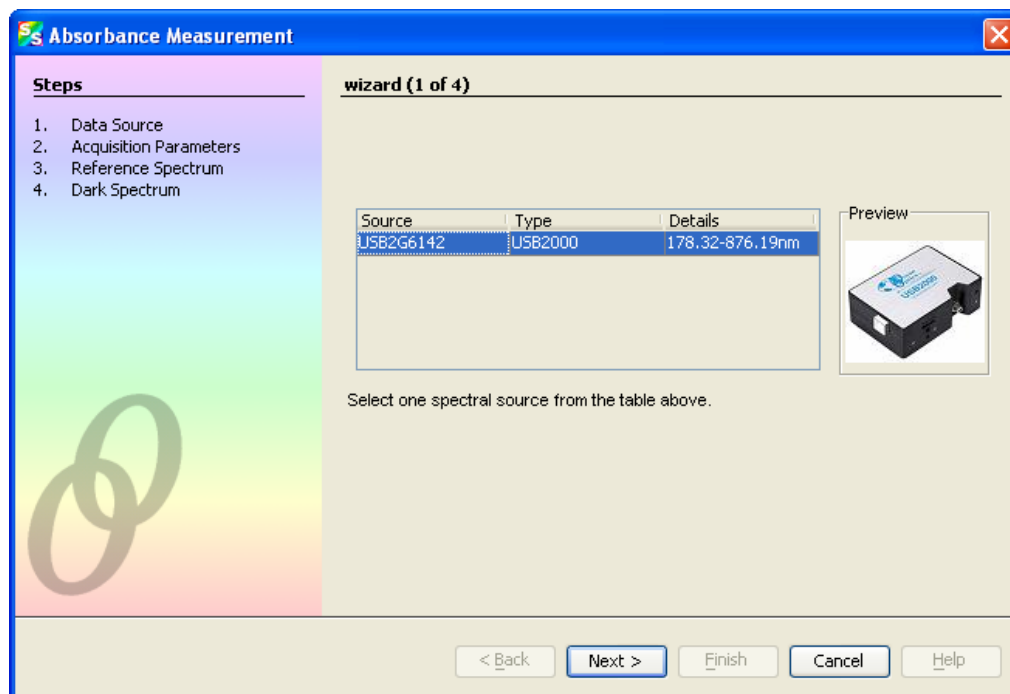 Absorbance Measurement
Steps
1. Data Source
2. Acquisition Parameters
3. Reference Spectrum
4. Dark Spectrum
wizard (1 of 4)
Source Type Details
USB2G6142 USB2000 178.32-876.19nm
Preview
USB2000
Select one spectral source from the table above.
< Back Next > Finish Cancel Help